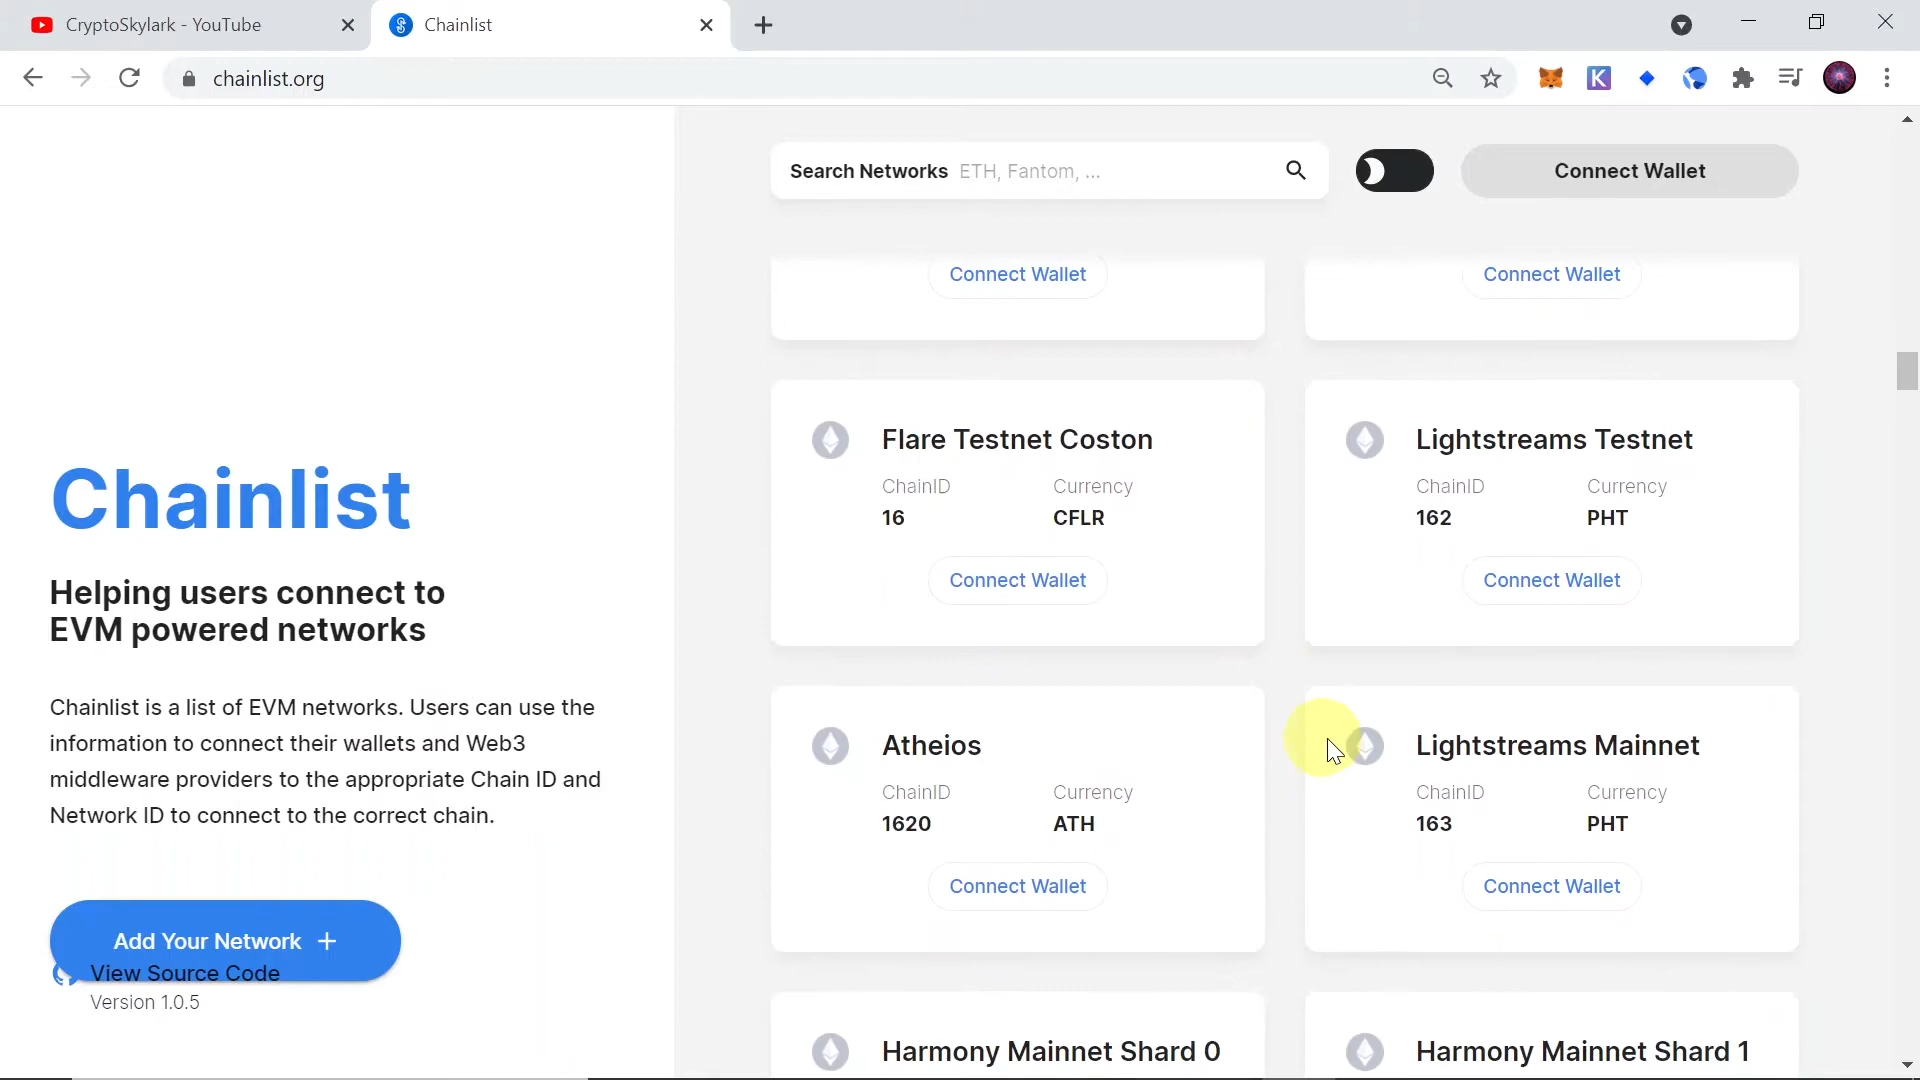 CryptoSkylark - YouTube
Chainlist
chainlist.org
K
Search Networks ETH, Fantom, ...
Connect Wallet
Connect Wallet
Connect Wallet
Flare Testnet Coston
ChainID Currency
16 CFLR
Connect Wallet
Lightstreams Testnet
ChainID Currency
162 PHT
Connect Wallet
Chainlist
Helping users connect to
EVM powered networks
Chainlist is a list of EVM networks. Users can use the
information to connect their wallets and Web3
middleware providers to the appropriate Chain ID and
Network ID to connect to the correct chain.
Add Your Network +
View Source Code
Version 1.0.5
Atheios
ChainID Currency
1620 ATH
Connect Wallet
Lightstreams Mainnet
ChainID Currency
163 PHT
Connect Wallet
Harmony Mainnet Shard 0
Harmony Mainnet Shard 1